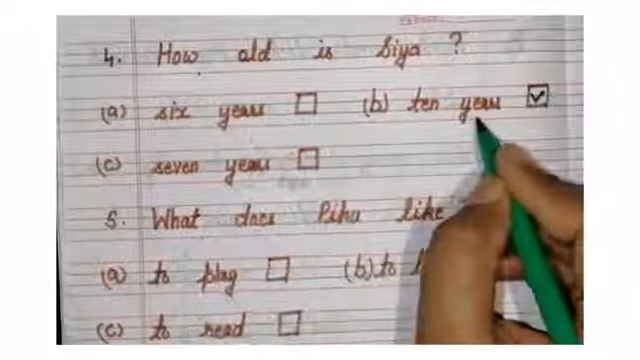 4. How old is Siya ?
(a) six years (b) ten years
(c) seven years
5. What does Pihu like
(a) to play (b) to
(c) to read